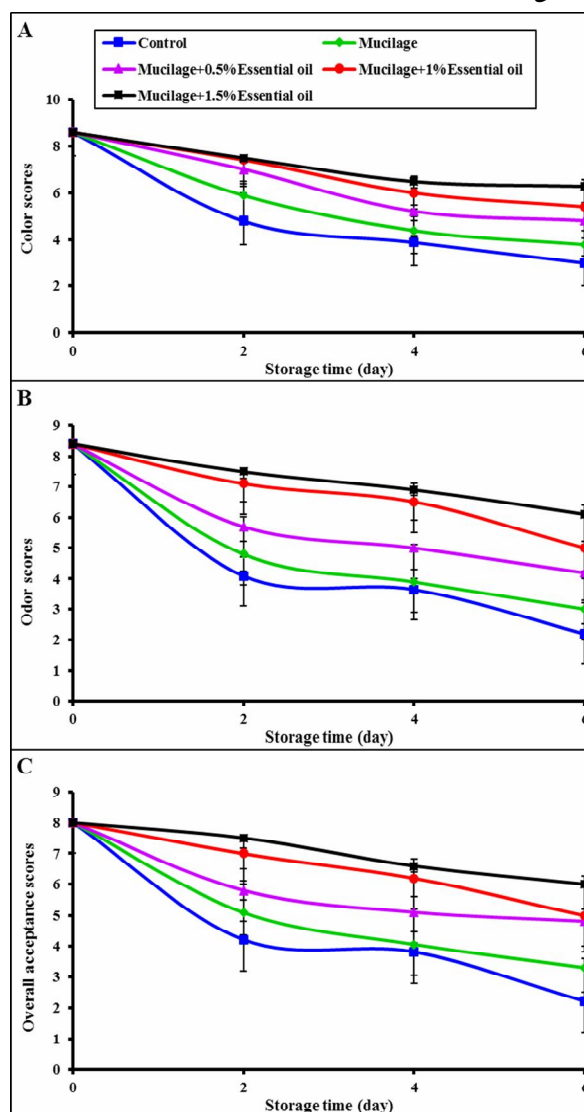 A
Control Mucilage
Mucilage+0.5%Essential oil Mucilage+1%Essential oil
Mucilage+1.5%Essential oil
10
8
6
4
2
0
Color scores
0 2 4 6
Storage time (day)
B
9
8
7
6
5
4
3
2
1
0
Odor scores
0 2 4
Storage time (day)
C
9
8
7
6
5
4
3
2
1
0
Overall acceptance scores
0 2 4
Storage time (day)